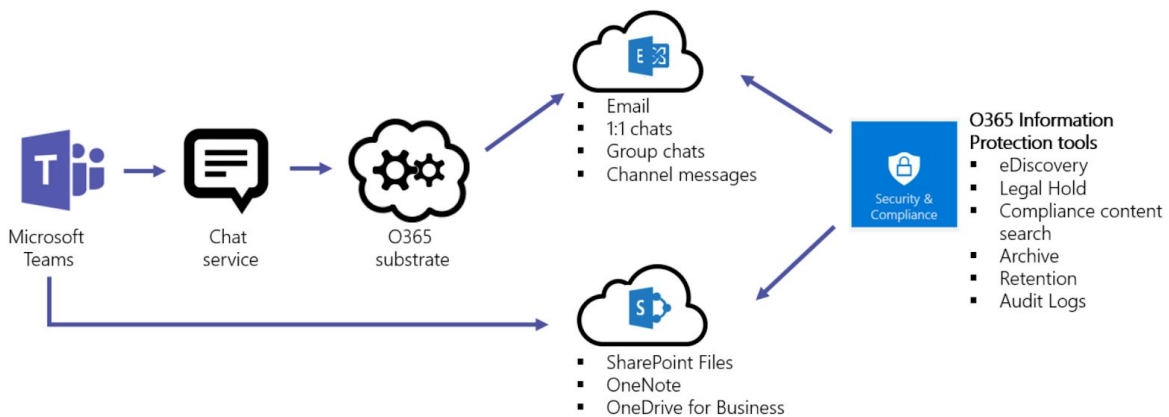 T
Microsoft
Teams
Chat
service
O365
substrate
E
▪ Email
▪ 1:1 chats
▪ Group chats
▪ Channel messages
S
▪ SharePoint Files
▪ OneNote
▪ OneDrive for Business
Security &
Compliance
O365 Information
Protection tools
▪ eDiscovery
▪ Legal Hold
▪ Compliance content
search
▪ Archive
▪ Retention
▪ Audit Logs